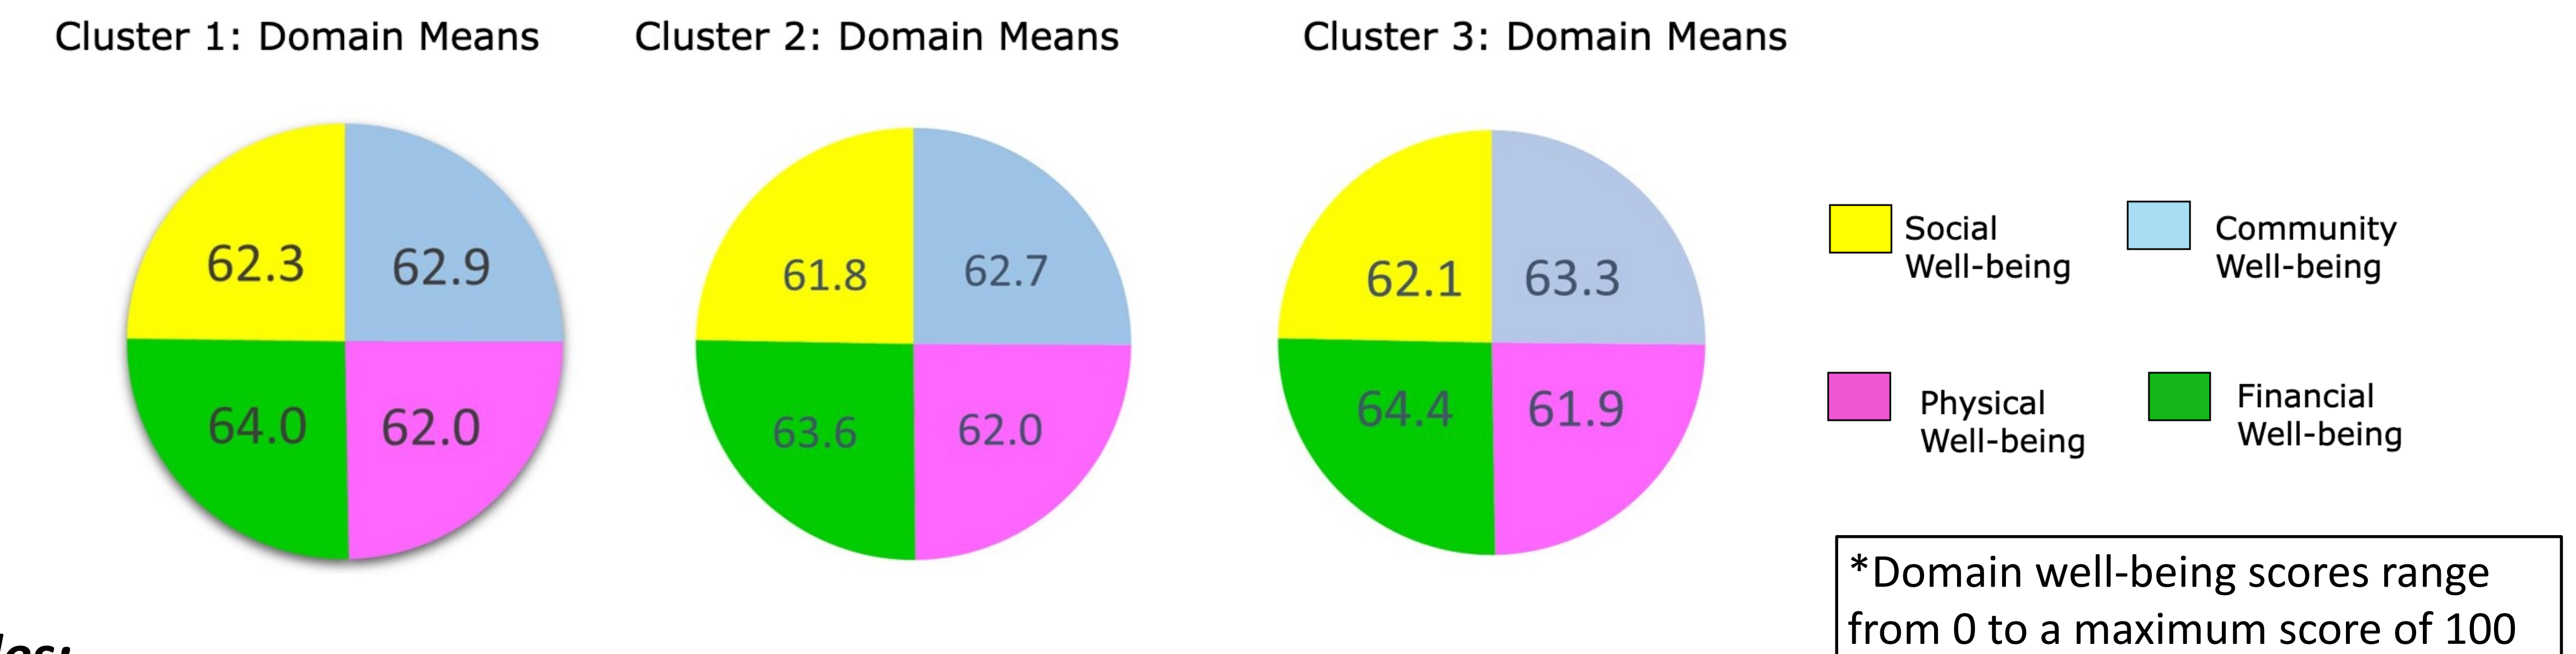 Cluster 1: Domain Means
Cluster 2: Domain Means
Cluster 3: Domain Means
62.3
62.9
64.0
62.0
61.8
62.7
63.6
62.0
62.1
63.3
64.4
61.9
Social
Well-being
Community
Well-being
Physical
Well-being
Financial
Well-being
*Domain well-being scores range
from 0 to a maximum score of 100